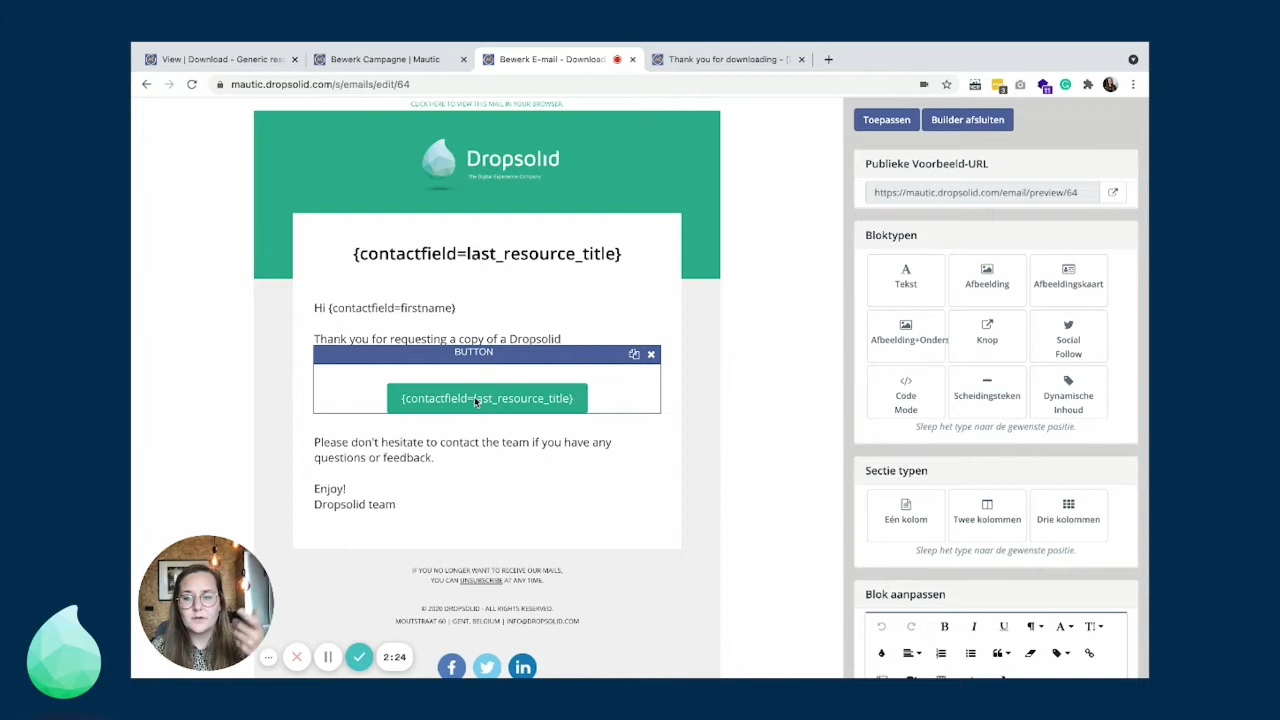 View | Download - Generic res
Bewerk Campagne | Mautic
Bewerk E-mail - Download
Thank you for downloading - [
mautic.dropsolid.com/s/emails/edit/64
CLICK HERE TO VIEW THIS MAIL IN YOUR BROWSER.
Dropsolid
The Digital Experience Company
{contactfield=last_resource_title}
Hi {contactfield=firstname}
Thank you for requesting a copy of a Dropsolid
BUTTON
{contactfield=last_resource_title}
Please don't hesitate to contact the team if you have any
questions or feedback.
Enjoy!
Dropsolid team
IF YOU NO LONGER WANT TO RECEIVE OUR MAILS,
YOU CAN UNSUBSCRIBE AT ANY TIME.
© 2020 DROPSOLID - ALL RIGHTS RESERVED.
MOUTSTRAAT 60 | GENT, BELGIUM | INFO@DROPSOLID.COM
2:24
Toepassen
Builder afsluiten
Publieke Voorbeeld-URL
https://mautic.dropsolid.com/email/preview/64
Bloktypen
Tekst
Afbeelding
Afbeeldingskaart
Afbeelding+Onders
Knop
Social
Follow
Code
Mode
Scheidingsteken
Dynamische
Inhoud
Sleep het type naar de gewenste positie.
Sectie typen
Eén kolom
Twee kolommen
Drie kolommen
Sleep het type naar de gewenste positie.
Blok aanpassen